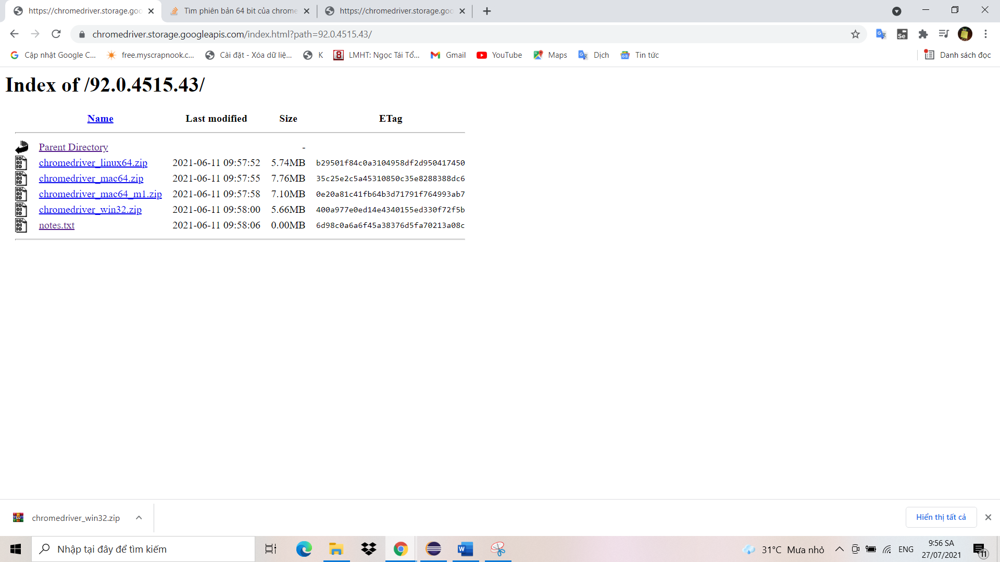 https://chromedriver.storage.goo
Tìm phiên bản 64 bit của chrome
https://chromedriver.storage.goo
chromedriver.storage.googleapis.com/index.html?path=92.0.4515.43/
Se
Cập nhật Google C...
free.myscrapnook.c...
Cài đặt - Xóa dữ liệ...
K
8
LMHT: Ngọc Tái Tổ...
Gmail
YouTube
Maps
Dịch
Tin tức
Danh sách đọc
Index of /92.0.4515.43/
Name Last modified Size ETag
Parent Directory -
chromedriver_linux64.zip 2021-06-11 09:57:52 5.74MB b29501f84c0a3104958df2d950417450
chromedriver_mac64.zip 2021-06-11 09:57:55 7.76MB 35c25e2c5a45310850c35e8288388dc6
chromedriver_mac64_m1.zip 2021-06-11 09:57:58 7.10MB 0e20a81c41fb64b3d71791f764993ab7
chromedriver_win32.zip 2021-06-11 09:58:00 5.66MB 400a977e0ed14e4340155ed330f72f5b
notes.txt 2021-06-11 09:58:06 0.00MB 6d98c0a6a6f45a38376d5fa70213a08c
chromedriver_win32.zip
Hiển thị tất cả
Nhập tại đây để tìm kiếm
31°C Mưa nhỏ
ENG
9:56 SA
27/07/2021
11